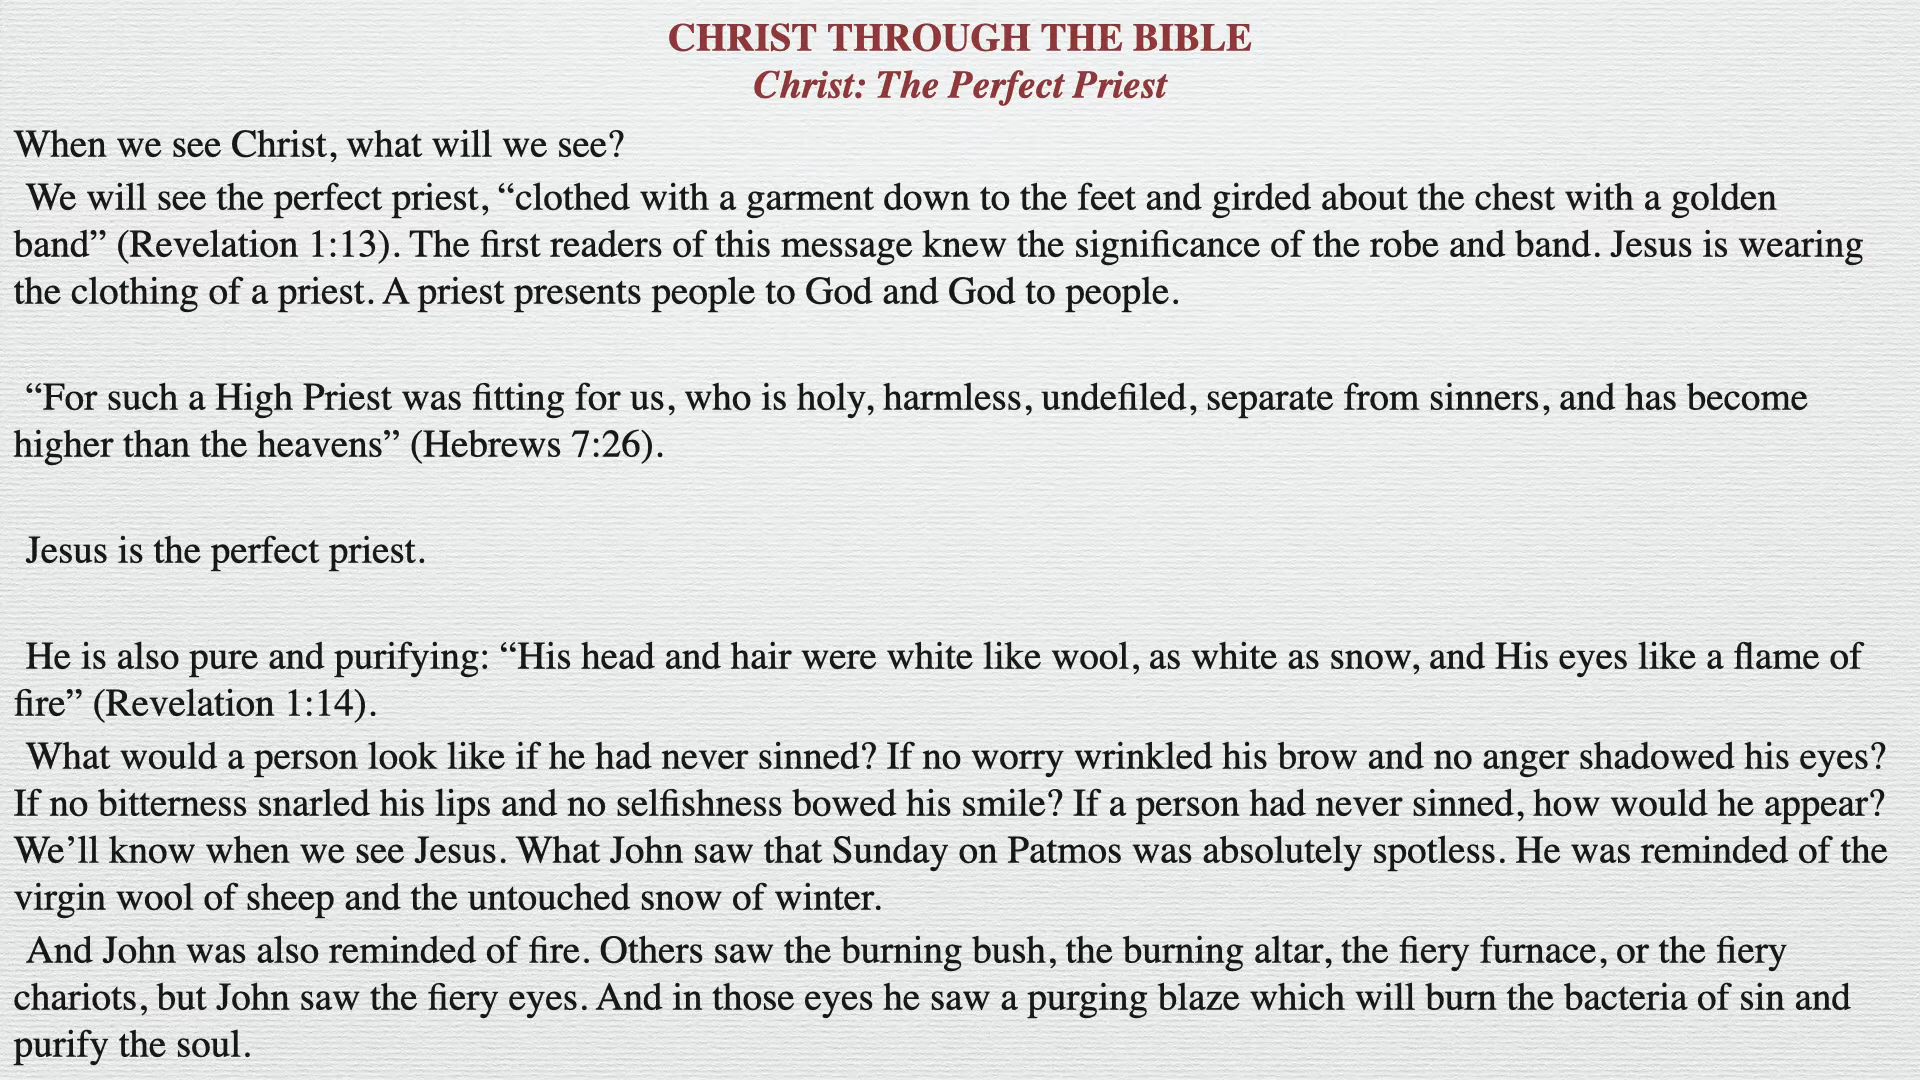 CHRIST THROUGH THE BIBLE
Christ: The Perfect Priest
When we see Christ, what will we see?
We will see the perfect priest, “clothed with a garment down to the feet and girded about the chest with a golden
band” (Revelation 1:13). The first readers of this message knew the significance of the robe and band. Jesus is wearing
the clothing of a priest. A priest presents people to God and God to people.
“For such a High Priest was fitting for us, who is holy, harmless, undefiled, separate from sinners, and has become
higher than the heavens” (Hebrews 7:26).
Jesus is the perfect priest.
He is also pure and purifying: “His head and hair were white like wool, as white as snow, and His eyes like a flame of
fire” (Revelation 1:14).
What would a person look like if he had never sinned? If no worry wrinkled his brow and no anger shadowed his eyes?
If no bitterness snarled his lips and no selfishness bowed his smile? If a person had never sinned, how would he appear?
We’ll know when we see Jesus. What John saw that Sunday on Patmos was absolutely spotless. He was reminded of the
virgin wool of sheep and the untouched snow of winter.
And John was also reminded of fire. Others saw the burning bush, the burning altar, the fiery furnace, or the fiery
chariots, but John saw the fiery eyes. And in those eyes he saw a purging blaze which will burn the bacteria of sin and
purify the soul.